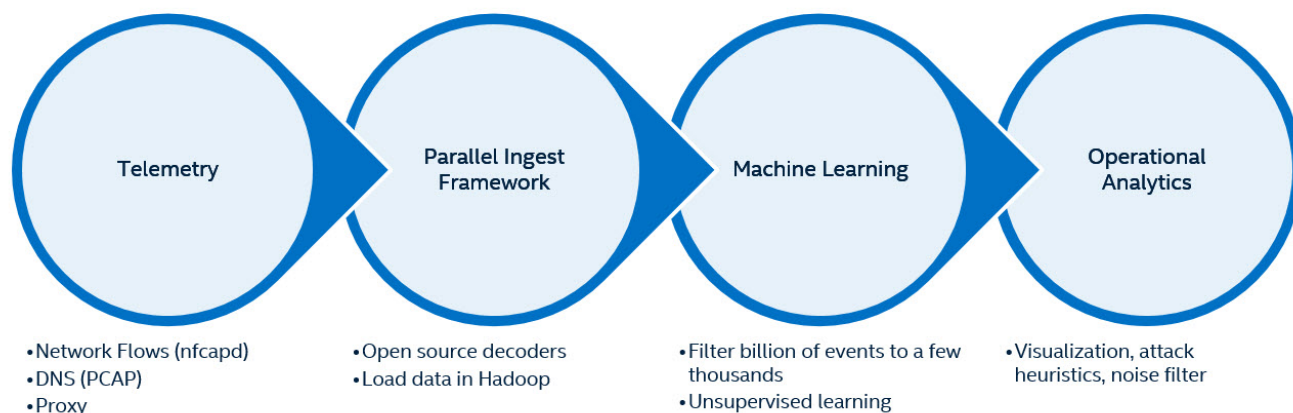 Telemetry
Parallel Ingest
Framework
Machine Learning
Operational
Analytics
•Network Flows (nfcapd)
•DNS (PCAP)
•Proxy
•Open source decoders
•Load data in Hadoop
•Filter billion of events to a few
thousands
•Unsupervised learning
•Visualization, attack
heuristics, noise filter